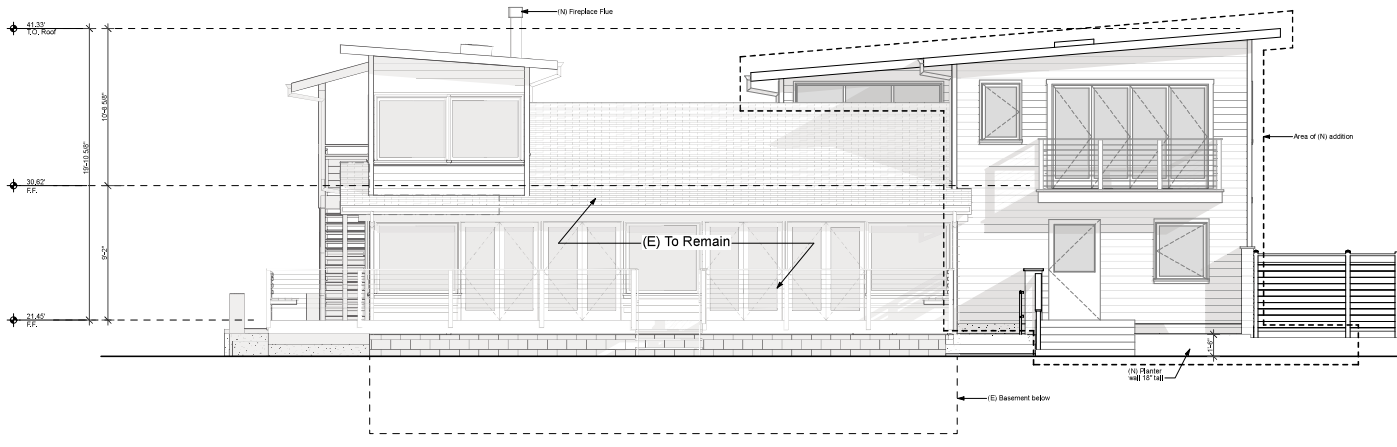 (N) Fireplace Flue
41.33'
T.O. Roof
10'-8 5/8"
19'-10 5/8"
Area of (N) addition
30.62'
F.F.
(E) To Remain
9'-2"
21.45'
F.F.
1'-6"
(N) Planter
wall 18" tall
(E) Basement below